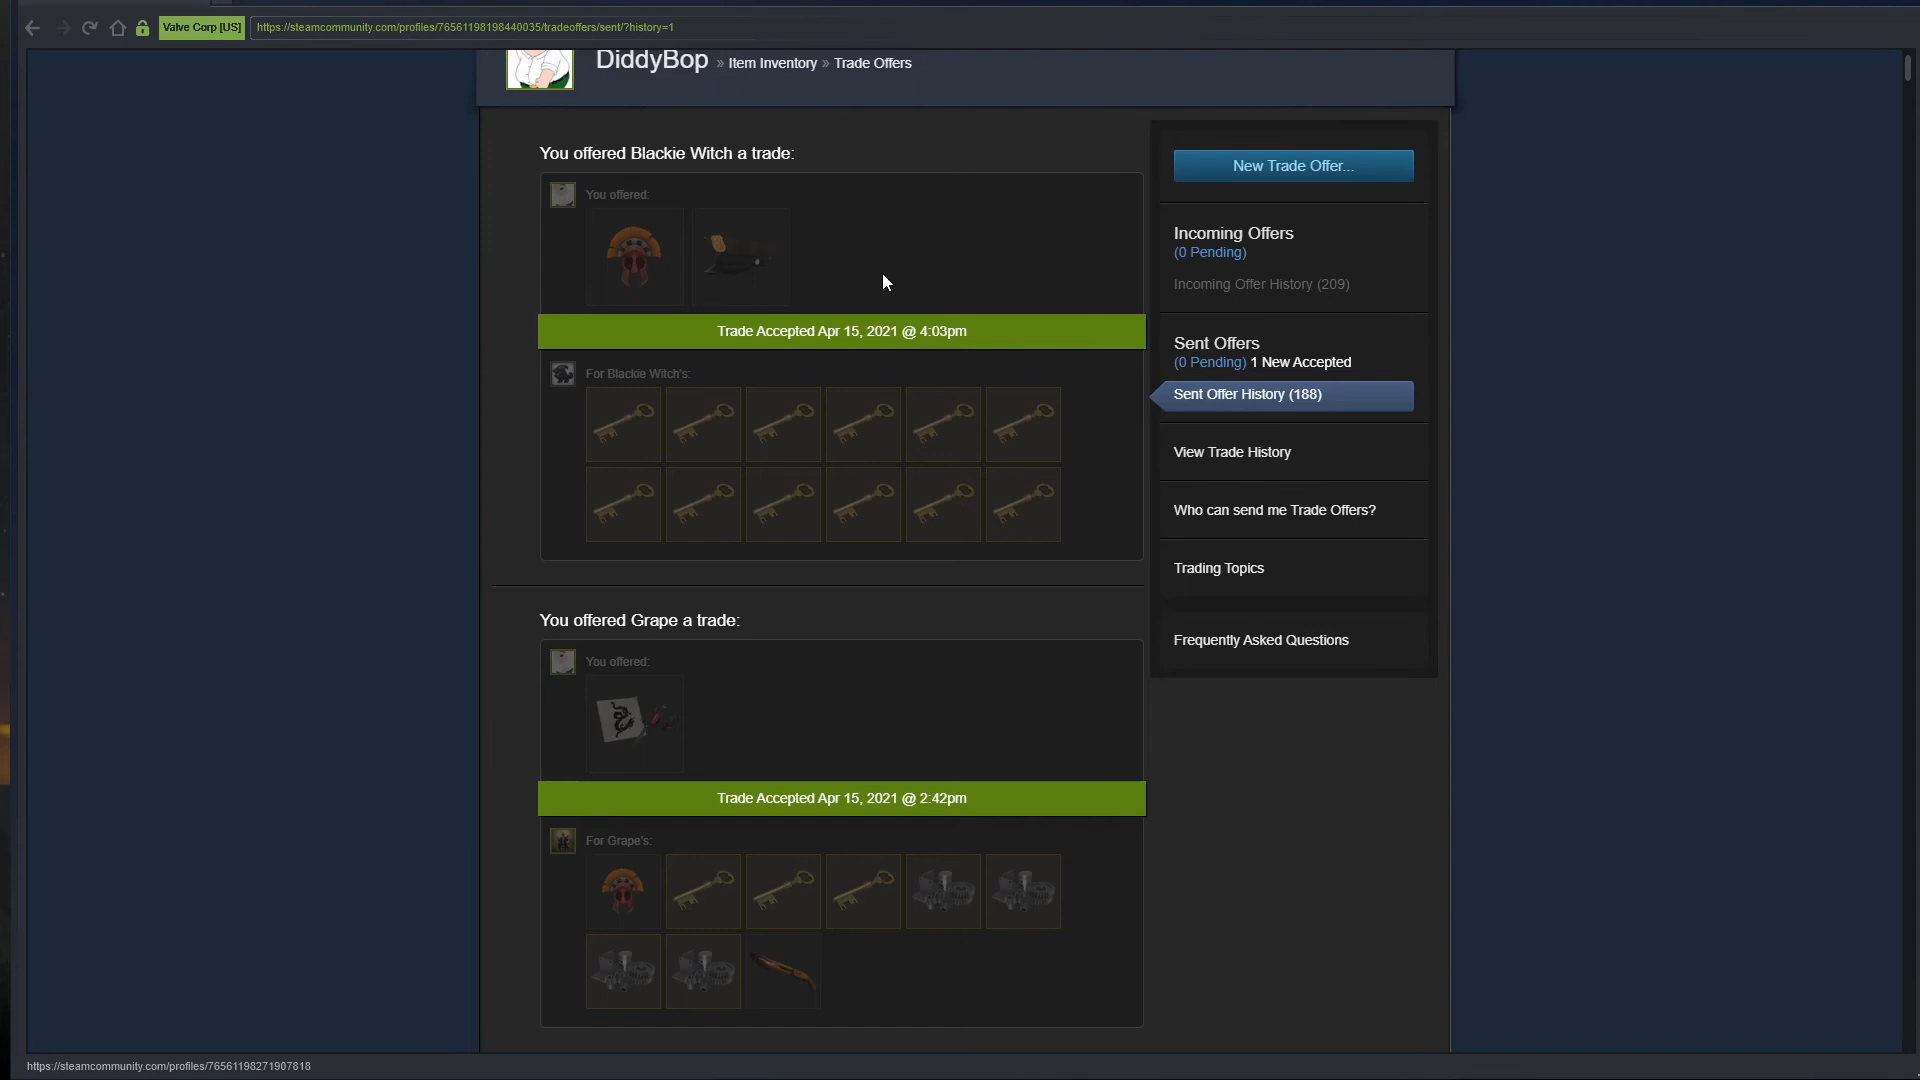 Valve Corp [US] https://steamcommunity.com/profiles/76561198198440035/tradeoffers/sent/?history=1
DiddyBop » Item Inventory » Trade Offers
You offered Blackie Witch a trade:
You offered:
Trade Accepted Apr 15, 2021 @ 4:03pm
For Blackie Witch's:
You offered Grape a trade:
You offered:
Trade Accepted Apr 15, 2021 @ 2:42pm
For Grape's:
New Trade Offer...
Incoming Offers
(0 Pending)
Incoming Offer History (209)
Sent Offers
(0 Pending) 1 New Accepted
Sent Offer History (188)
View Trade History
Who can send me Trade Offers?
Trading Topics
Frequently Asked Questions
https://steamcommunity.com/profiles/76561198271907818